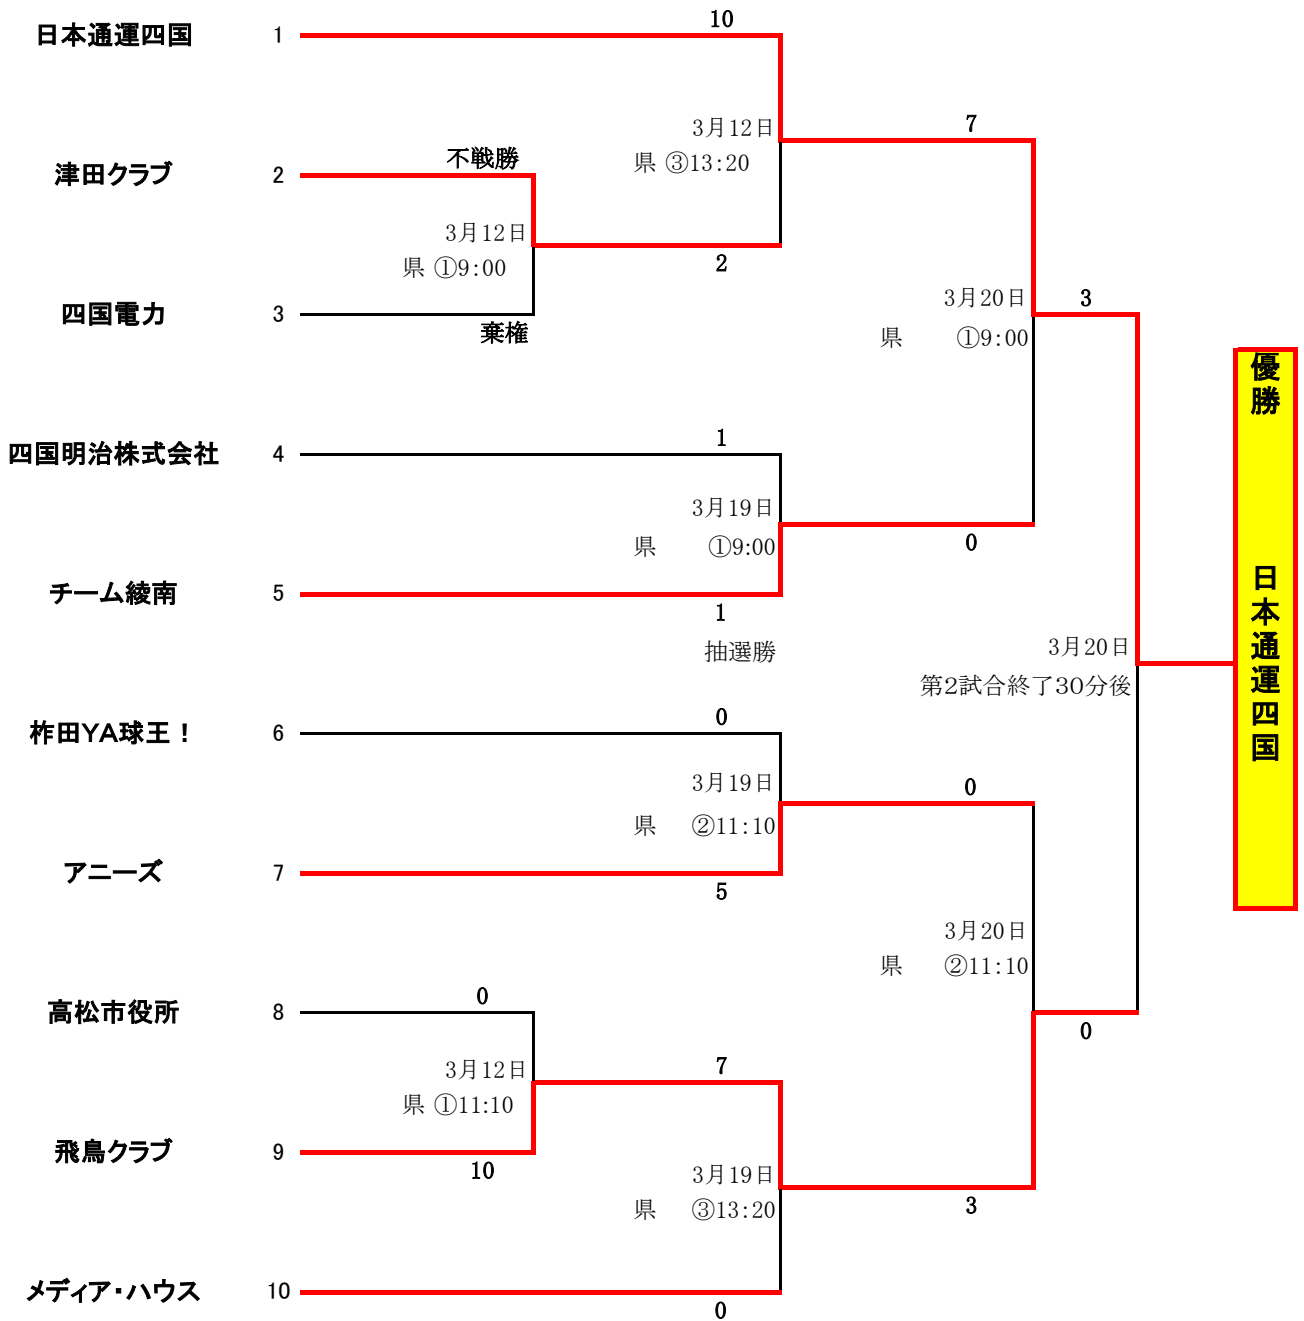 10
日本通運四国 1
3月12日
7
県 ③13:20
不戦勝
津田クラブ 2
3月12日
県 ①9:00
2
四国電力 3
棄権
3月20日
3
県 ①9:00
優勝
日本通運四国
1
四国明治株式会社 4
3月19日
県 ①9:00
0
チーム綾南 5
1
抽選勝
3月20日
第2試合終了30分後
0
柞田YA球王！ 6
3月19日
0
県 ②11:10
アニーズ 7
5
3月20日
県 ②11:10
0
0
高松市役所 8
3月12日
7
県 ①11:10
飛鳥クラブ 9
10
3月19日
県 ③13:20
3
メディア・ハウス 10
0